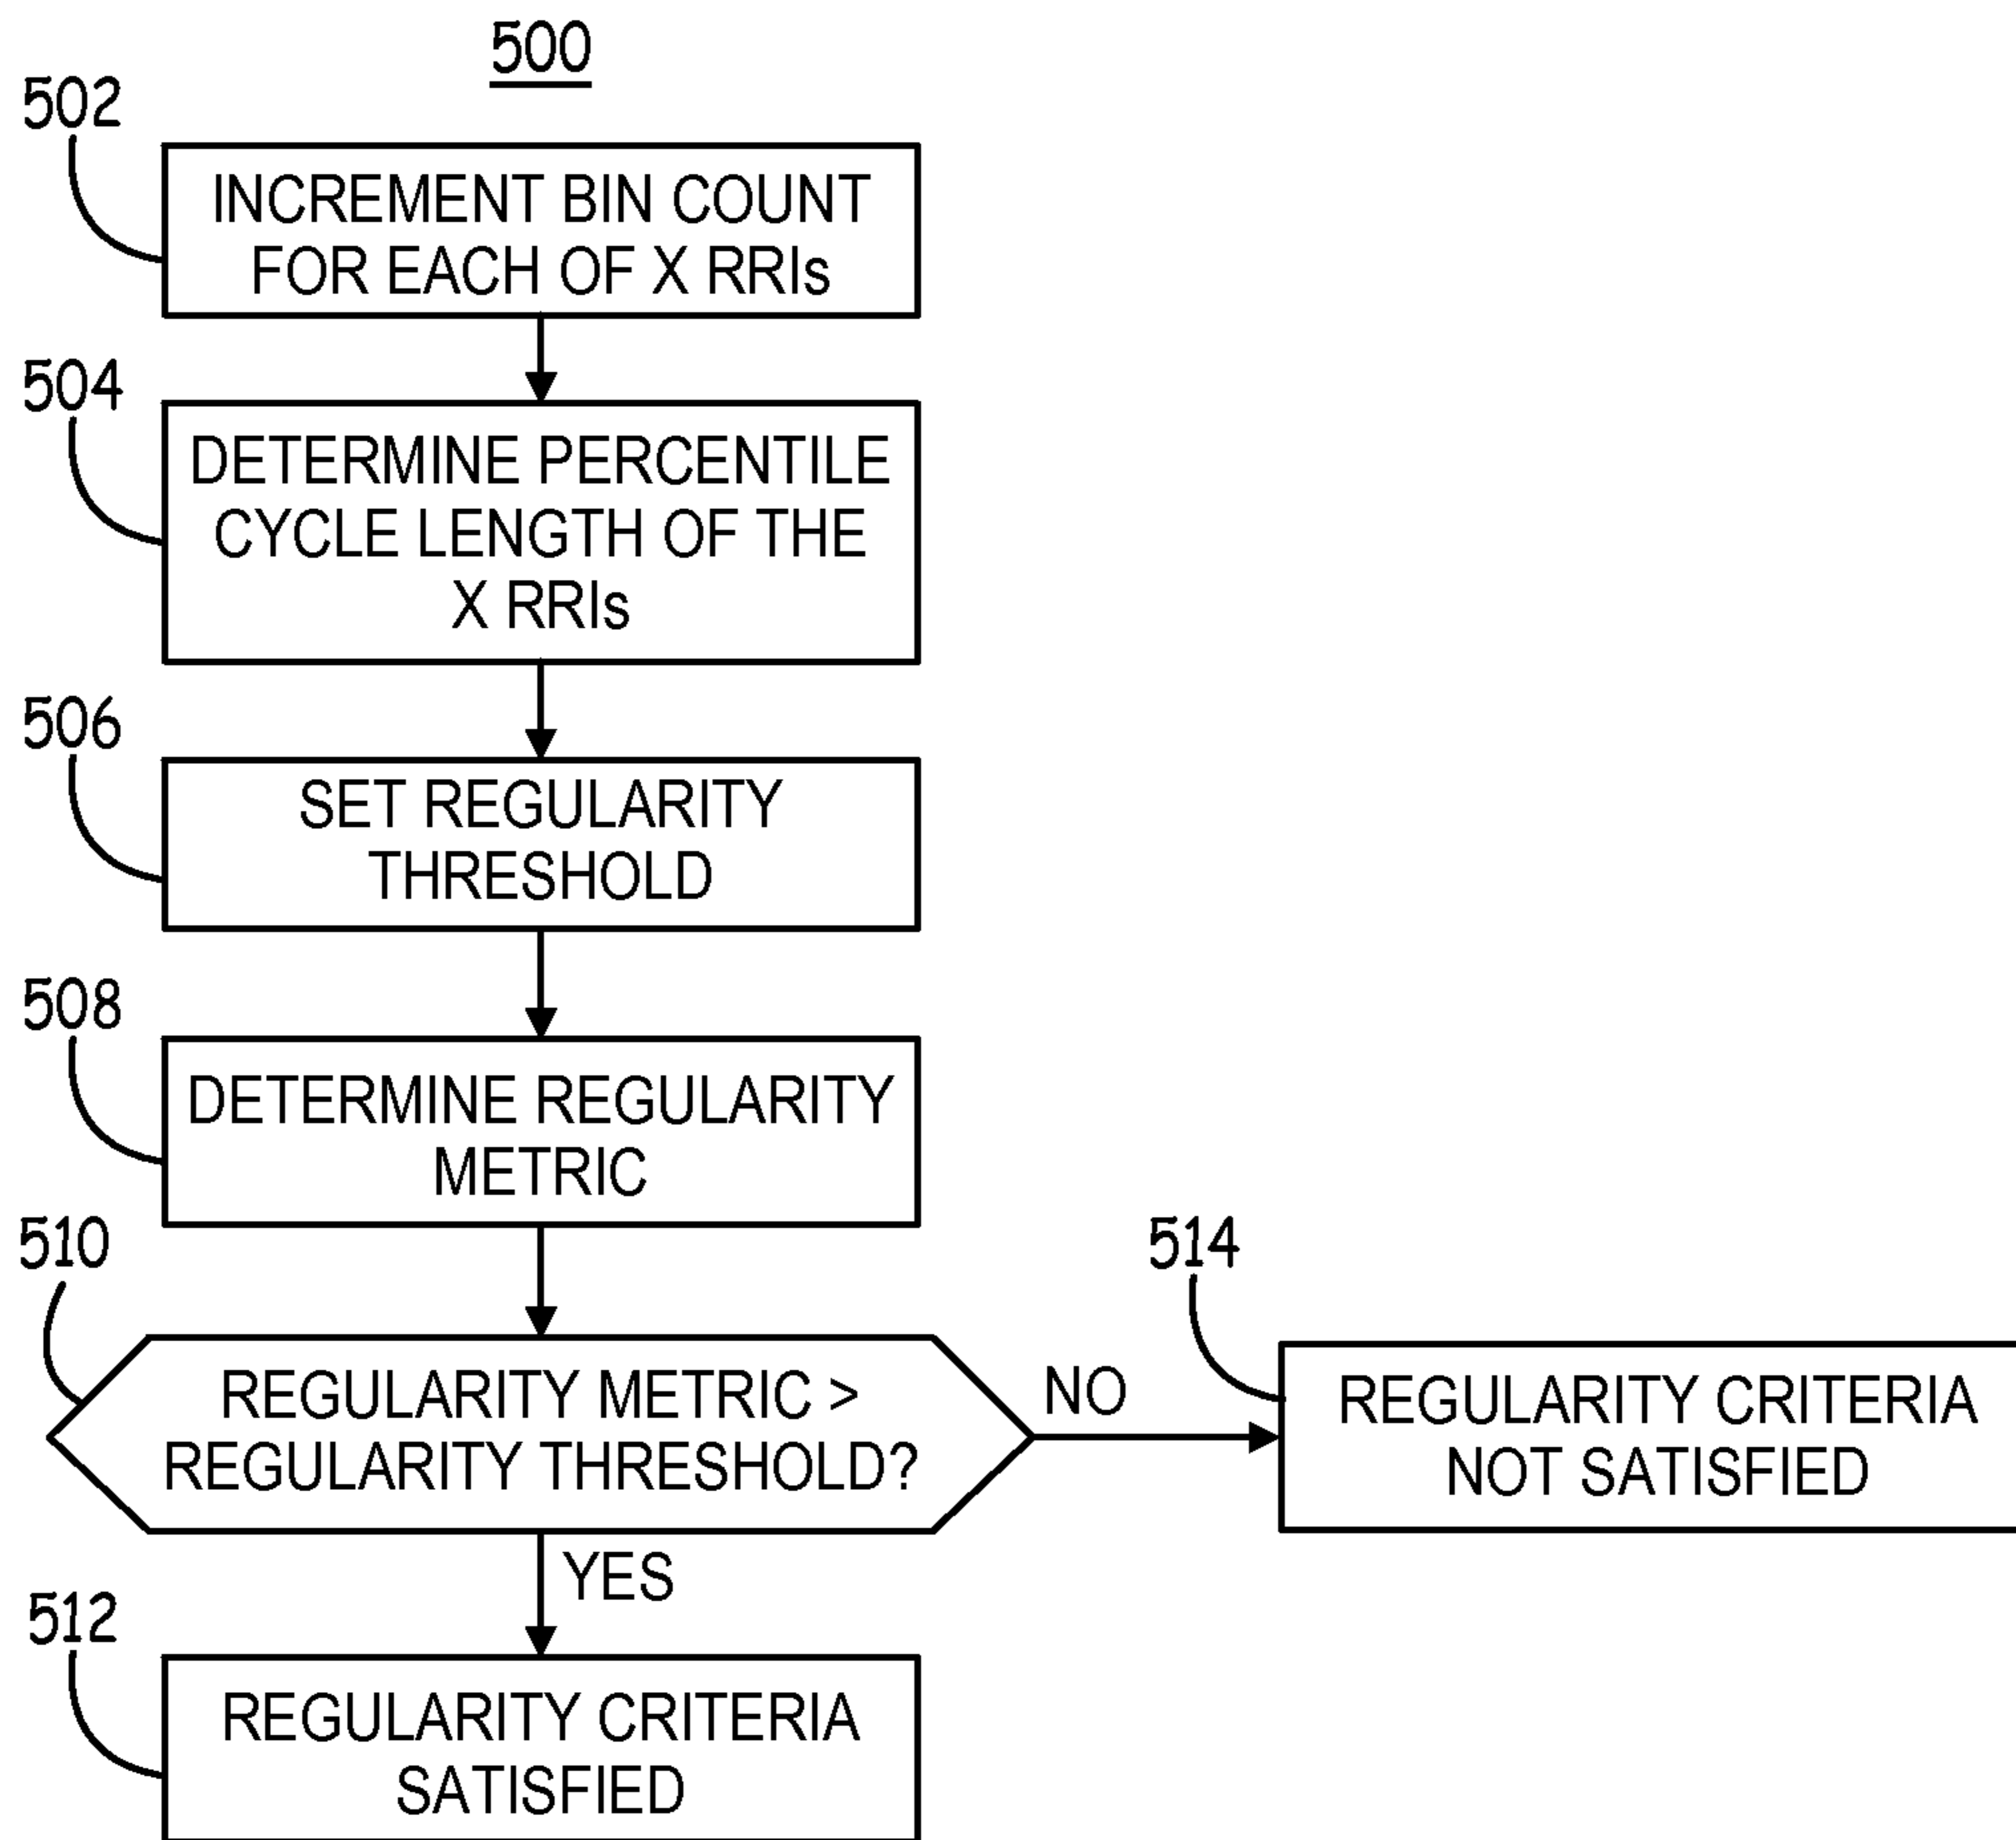 500
502
INCREMENT BIN COUNT
FOR EACH OF X RRIs
504
DETERMINE PERCENTILE
CYCLE LENGTH OF THE
X RRIs
506
SET REGULARITY
THRESHOLD
508
DETERMINE REGULARITY
METRIC
510
REGULARITY METRIC >
REGULARITY THRESHOLD?
NO
514
REGULARITY CRITERIA
NOT SATISFIED
YES
512
REGULARITY CRITERIA
SATISFIED